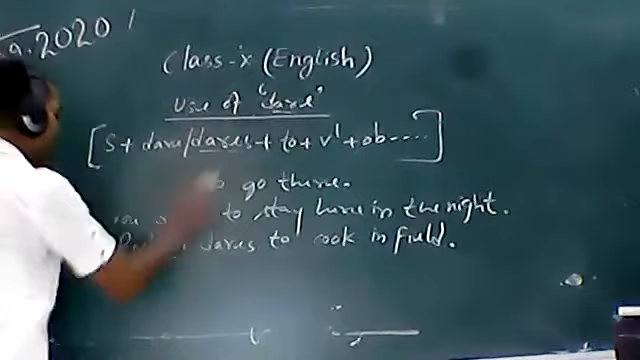 9.2020
Class-X (English)
Use of "dare"
[S+ dare/dares + to + V¹ + ob.....]
go there.
to stay here in the night.
dares to cook in field.